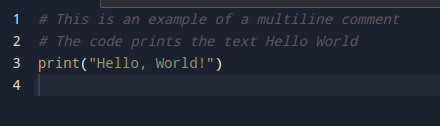 1 # This is an example of a multiline comment
2 # The code prints the text Hello World
3 print("Hello, World!")
4